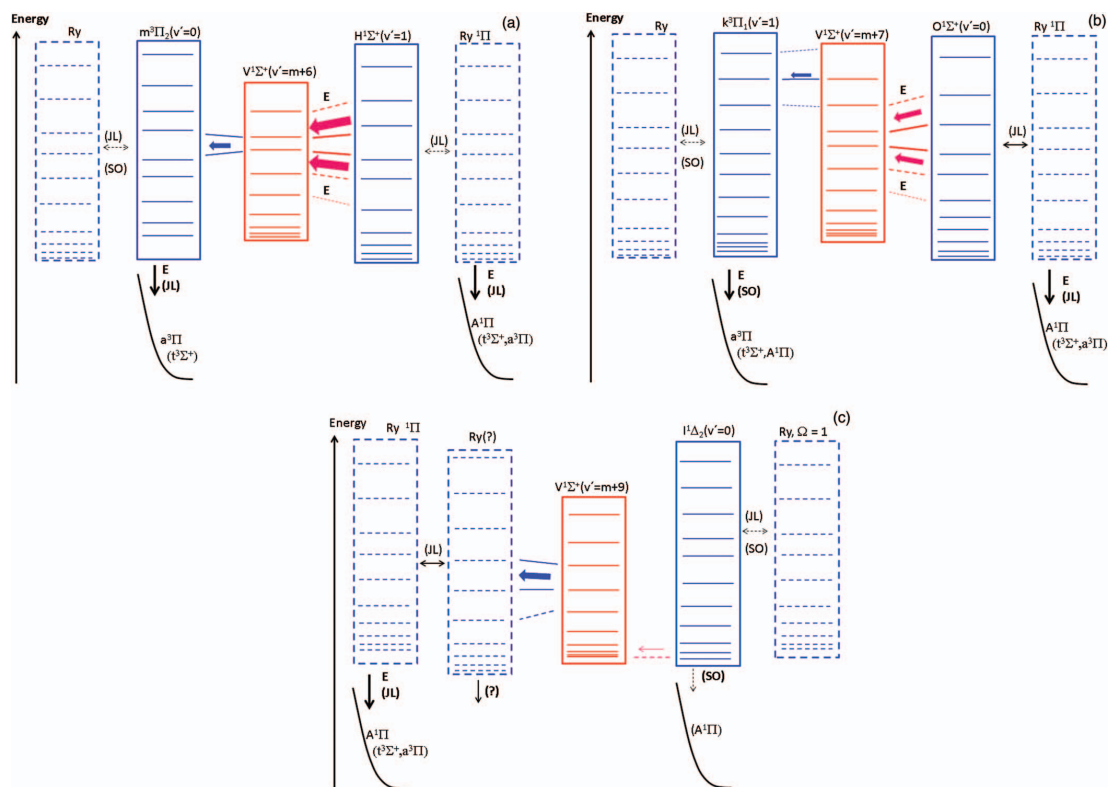 Energy
(a)
Ry
m³Π₂(v′=0)
H¹Σ⁺(v′=1)
Ry ¹Π
V¹Σ⁺(v′=m+6)
E
(JL)
(SO)
(JL)
E
E
(JL)
E
(JL)
a³Π
(t³Σ⁺)
A¹Π
(t³Σ⁺,a³Π)
Energy
(b)
Ry
k³Π₁(v′=1)
O¹Σ⁺(v′=0)
Ry ¹Π
V¹Σ⁺(v′=m+7)
E
(JL)
(SO)
(JL)
E
E
(SO)
E
(JL)
a³Π
(t³Σ⁺,A¹Π)
A¹Π
(t³Σ⁺,a³Π)
Energy
(c)
Ry ¹Π
Ry(?)
I¹Δ₂(v′=0)
Ry, Ω = 1
V¹Σ⁺(v′=m+9)
(JL)
(JL)
(SO)
E
(JL)
(?)
(SO)
A¹Π
(t³Σ⁺,a³Π)
(A¹Π)